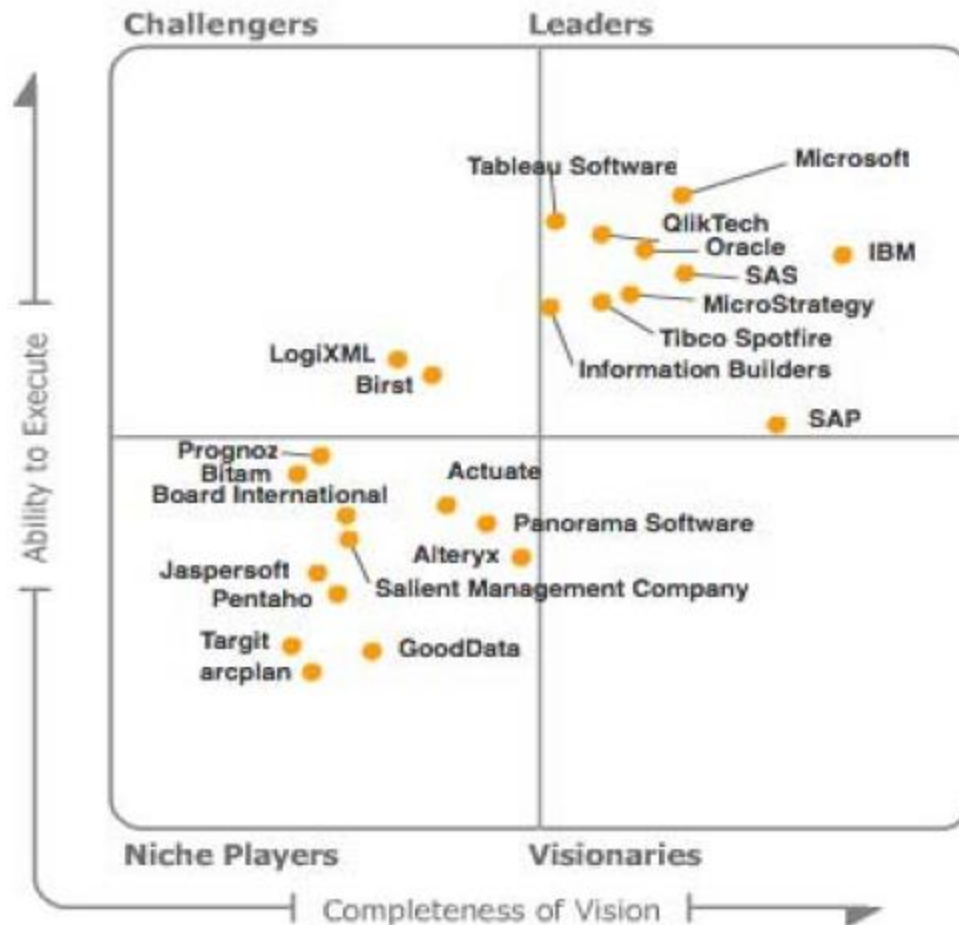 Challengers
Leaders
Tableau Software
Microsoft
QlikTech
Oracle
IBM
SAS
MicroStrategy
Tibco Spotfire
Information Builders
LogiXML
Birst
SAP
Prognoz
Bitam
Board International
Actuate
Panorama Software
Alteryx
Jaspersoft
Salient Management Company
Pentaho
Targit
GoodData
arcplan
Niche Players
Visionaries
Ability to Execute
Completeness of Vision